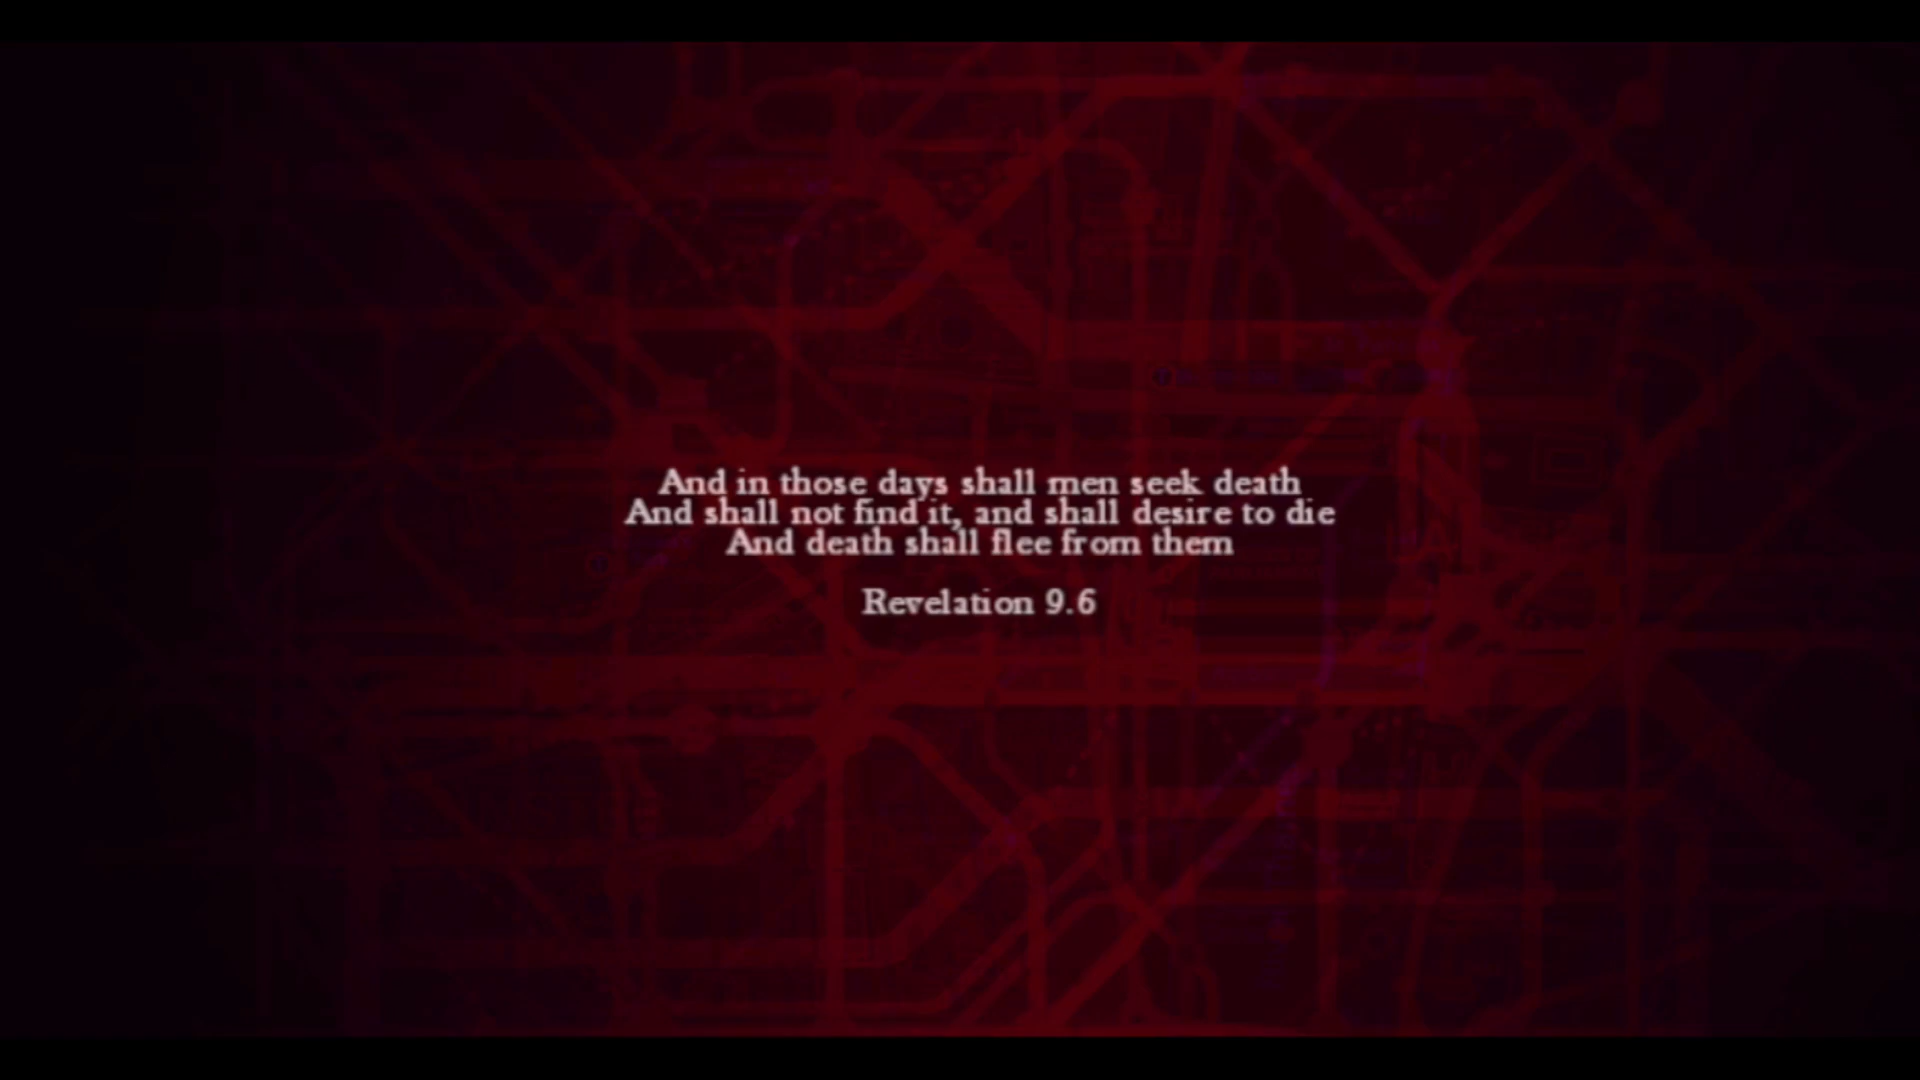 And in those days shall men seek death
And shall not find it, and shall desire to die
And death shall flee from them
Revelation 9.6